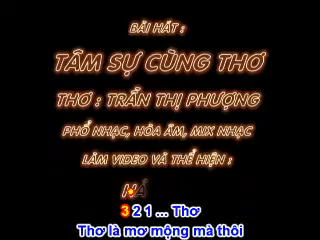 BÀI HÁT :
TÂM SỰ CÙNG THƠ
THƠ : TRẦN THỊ PHƯỢNG
PHỔ NHẠC, HÒA ÂM, MIX NHẠC
LÀM VIDEO VÀ THỂ HIỆN :
HẢ
3 2 1 ... Thơ
Thơ là mơ mộng mà thôi